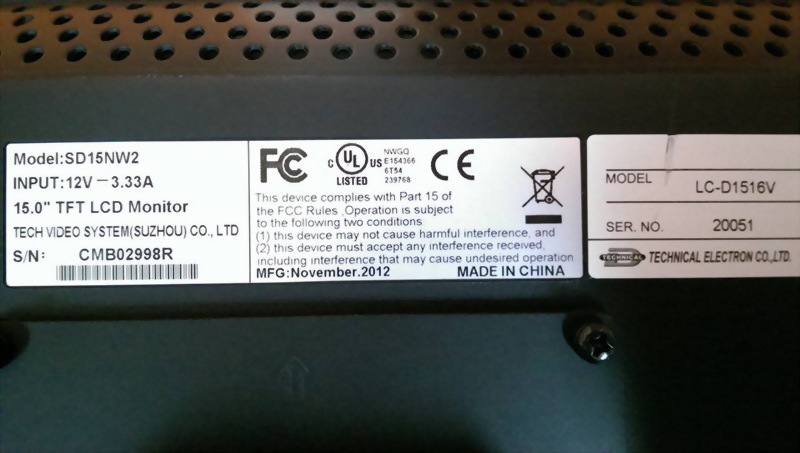 Model:SD15NW2
INPUT:12V⎓3.33A
15.0" TFT LCD Monitor
TECH VIDEO SYSTEM(SUZHOU) CO., LTD
S/N: CMB02998R
FC
C UL US
LISTED
NWGQ
E154366
6T54
239768
CE
This device complies with Part 15 of
the FCC Rules ,Operation is subject
to the following two conditions
(1) this device may not cause harmful interference, and
(2) this device must accept any interference received,
including interference that may cause undesired operation
MFG:November.2012 MADE IN CHINA
MODEL LC-D1516V
SER. NO. 20051
TECHNICAL TECHNICAL ELECTRON CO.,LTD.